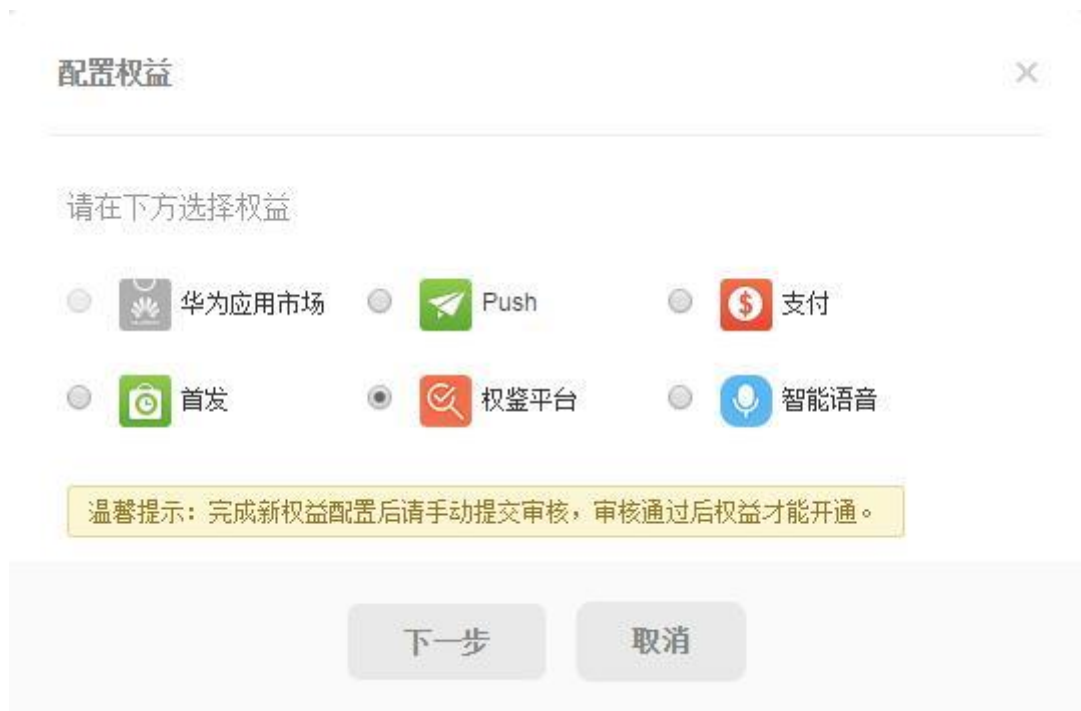 配置权益
请在下方选择权益
华为应用市场 Push 支付
首发 权鉴平台 智能语音
温馨提示：完成新权益配置后请手动提交审核，审核通过后权益才能开通。
下一步 取消